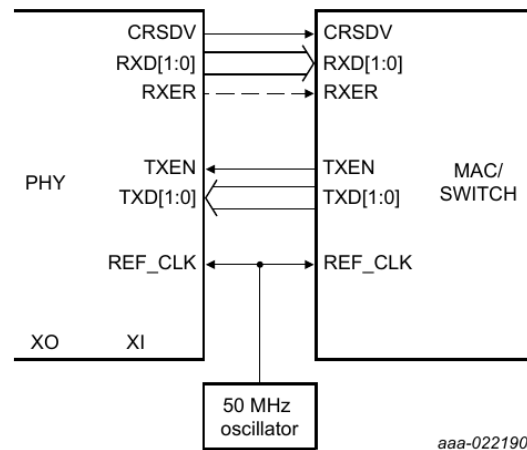 CRSDV CRSDV
RXD[1:0] RXD[1:0]
RXER RXER
TXEN TXEN
PHY MAC/
TXD[1:0] TXD[1:0] SWITCH
REF_CLK REF_CLK
XO XI
50 MHz
oscillator
aaa-022190